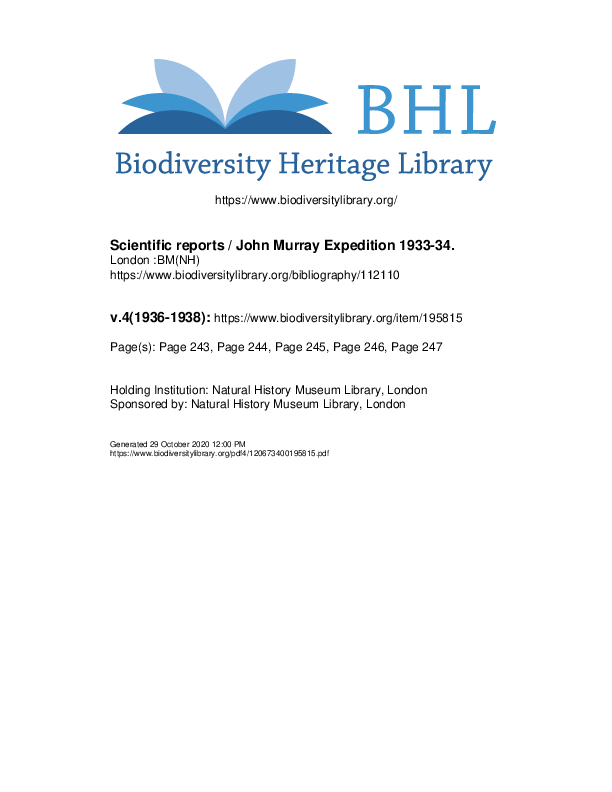 BHL
Biodiversity Heritage Library
https://www.biodiversitylibrary.org/
Scientific reports / John Murray Expedition 1933-34.
London :BM(NH)
https://www.biodiversitylibrary.org/bibliography/112110
v.4(1936-1938): https://www.biodiversitylibrary.org/item/195815
Page(s): Page 243, Page 244, Page 245, Page 246, Page 247
Holding Institution: Natural History Museum Library, London
Sponsored by: Natural History Museum Library, London
Generated 29 October 2020 12:00 PM
https://www.biodiversitylibrary.org/pdf4/120673400195815.pdf